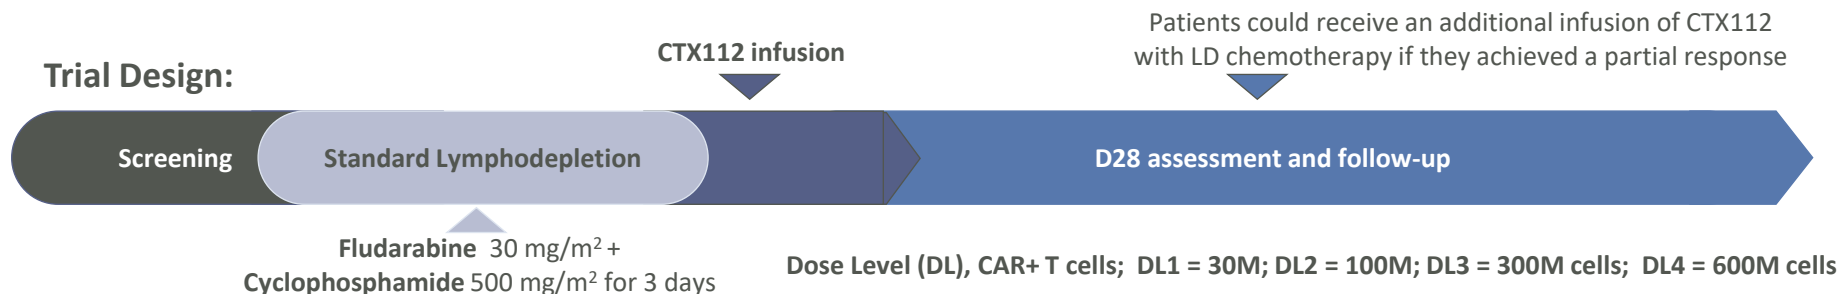 Trial Design:
CTX112 infusion
Patients could receive an additional infusion of CTX112
with LD chemotherapy if they achieved a partial response
Screening
Standard Lymphodepletion
D28 assessment and follow-up
Fludarabine 30 mg/m² +
Cyclophosphamide 500 mg/m² for 3 days
Dose Level (DL), CAR+ T cells; DL1 = 30M; DL2 = 100M; DL3 = 300M cells; DL4 = 600M cells